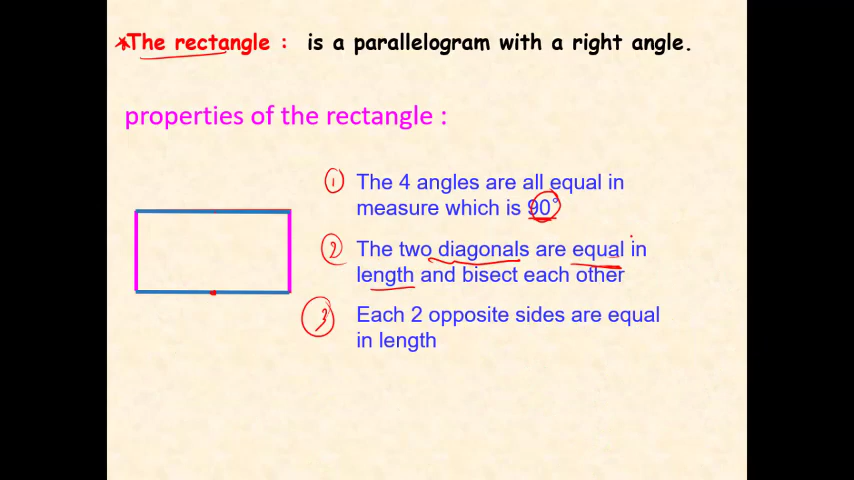 *The rectangle : is a parallelogram with a right angle.
properties of the rectangle :
1 The 4 angles are all equal in
measure which is 90°
2 The two diagonals are equal in
length and bisect each other
3 Each 2 opposite sides are equal
in length